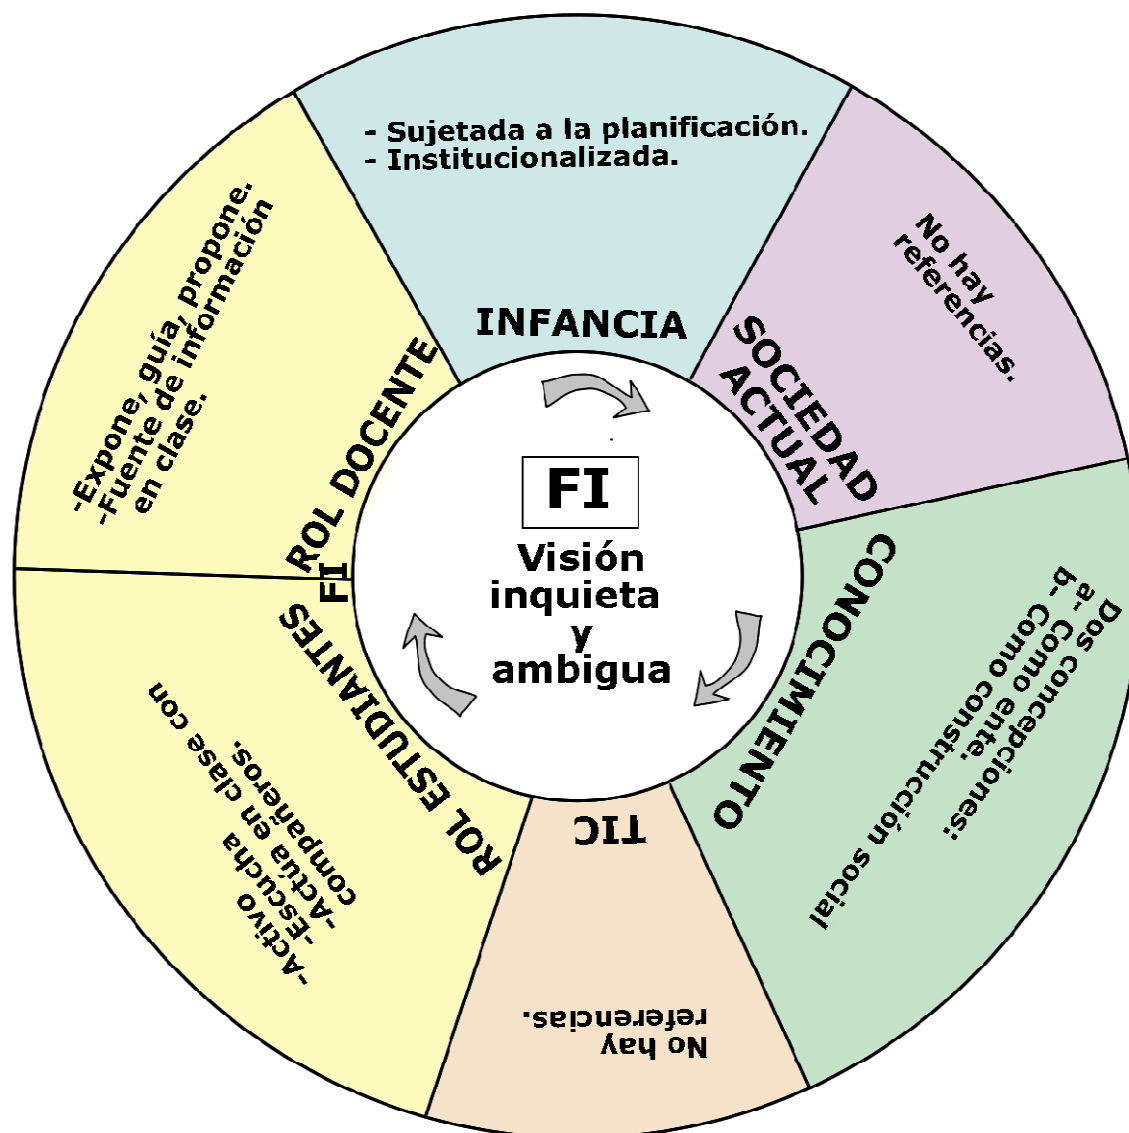 - Sujetada a la planificación.
- Institucionalizada.
INFANCIA
No hay
referencias.
SOCIEDAD
ACTUAL
CONOCIMIENTO
Dos concepciones:
a- Como ente.
b- Como construcción social
TIC
No hay
referencias.
ROL ESTUDIANTES
-Activo
-Escucha
-Actúa en clase con
compañeros.
FI
ROL DOCENTE
-Expone, guía, propone.
-Fuente de información
en clase.
FI
Visión
inquieta
y
ambigua